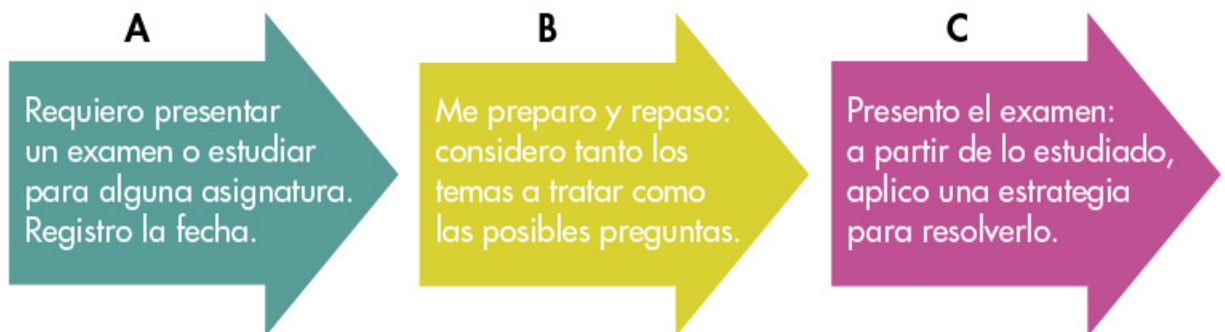 A
Requiero presentar
un examen o estudiar
para alguna asignatura.
Registro la fecha.
B
Me preparo y repaso:
considero tanto los
temas a tratar como
las posibles preguntas.
C
Presento el examen:
a partir de lo estudiado,
aplico una estrategia
para resolverlo.